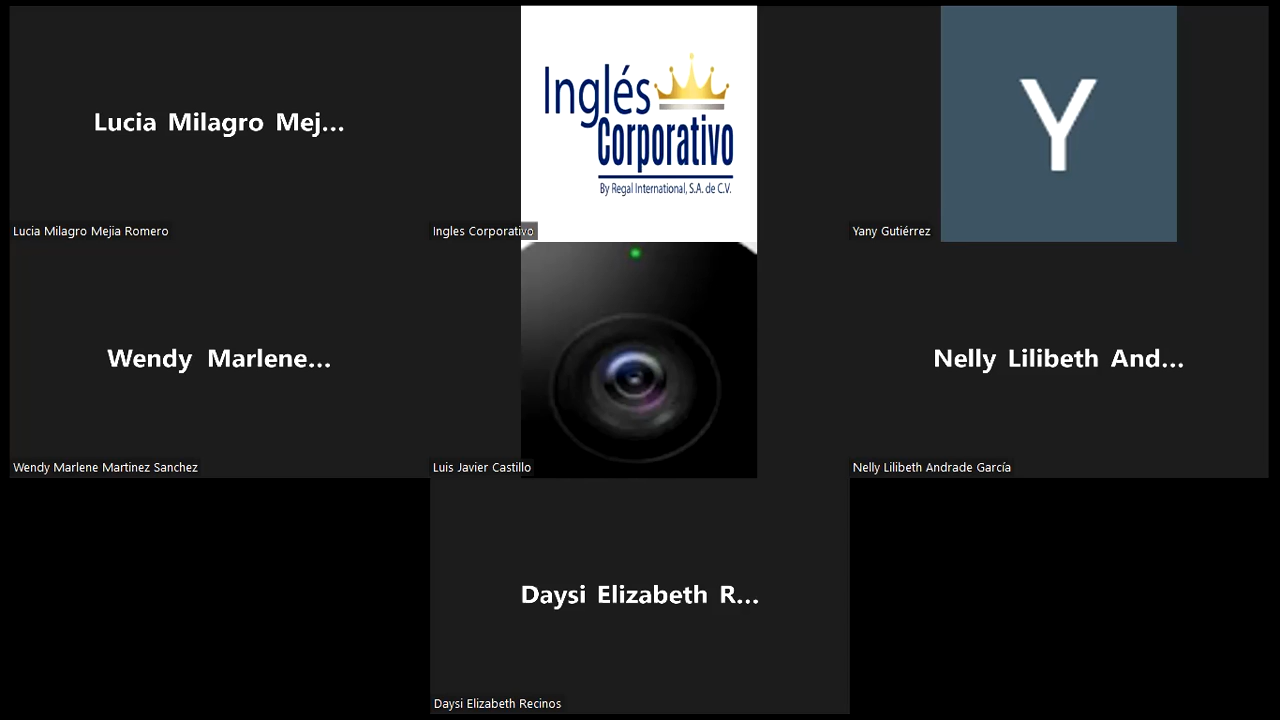 Lucia Milagro Mej...
Inglés
Corporativo
By Regal International, S.A. de C.V.
Y
Lucia Milagro Mejia Romero
Ingles Corporativo
Yany Gutiérrez
Wendy Marlene...
Nelly Lilibeth And...
Wendy Marlene Martinez Sanchez
Luis Javier Castillo
Nelly Lilibeth Andrade García
Daysi Elizabeth R...
Daysi Elizabeth Recinos